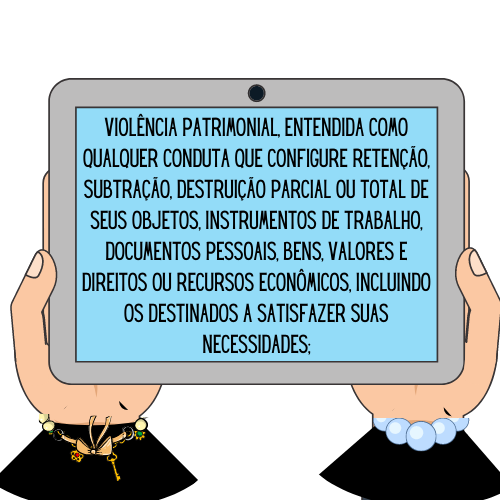 VIOLÊNCIA PATRIMONIAL, ENTENDIDA COMO
QUALQUER CONDUTA QUE CONFIGURE RETENÇÃO,
SUBTRAÇÃO, DESTRUIÇÃO PARCIAL OU TOTAL DE
SEUS OBJETOS, INSTRUMENTOS DE TRABALHO,
DOCUMENTOS PESSOAIS, BENS, VALORES E
DIREITOS OU RECURSOS ECONÔMICOS, INCLUINDO
OS DESTINADOS A SATISFAZER SUAS
NECESSIDADES;